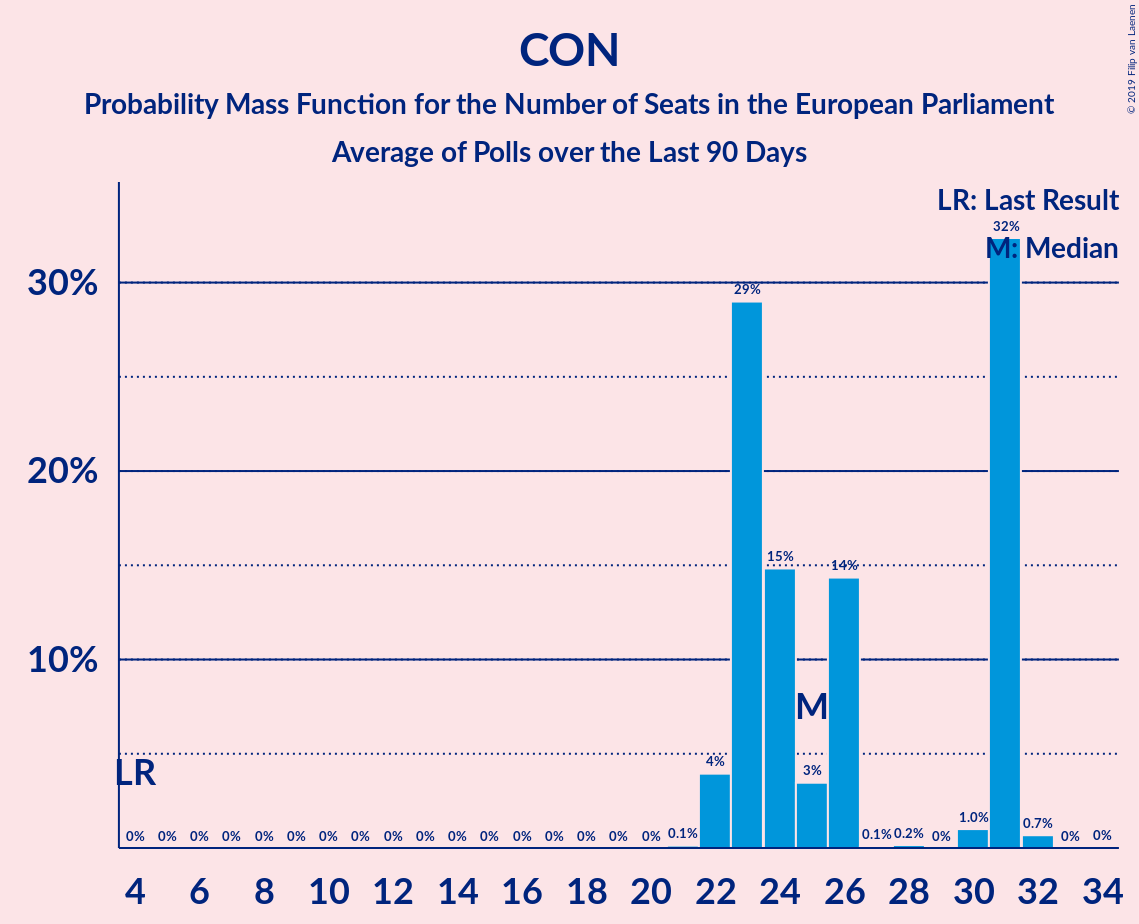 CON
Probability Mass Function for the Number of Seats in the European Parliament
Average of Polls over the Last 90 Days
© 2019 Filip van Laenen
LR: Last Result
M: Median
30%
20%
10%
32%
29%
15%
14%
M
LR
4%
3%
0% 0% 0% 0% 0% 0% 0% 0% 0% 0% 0% 0% 0% 0% 0% 0% 0% 0.1% 0.1% 0.2% 0% 1.0% 0.7% 0% 0%
4 6 8 10 12 14 16 18 20 22 24 26 28 30 32 34